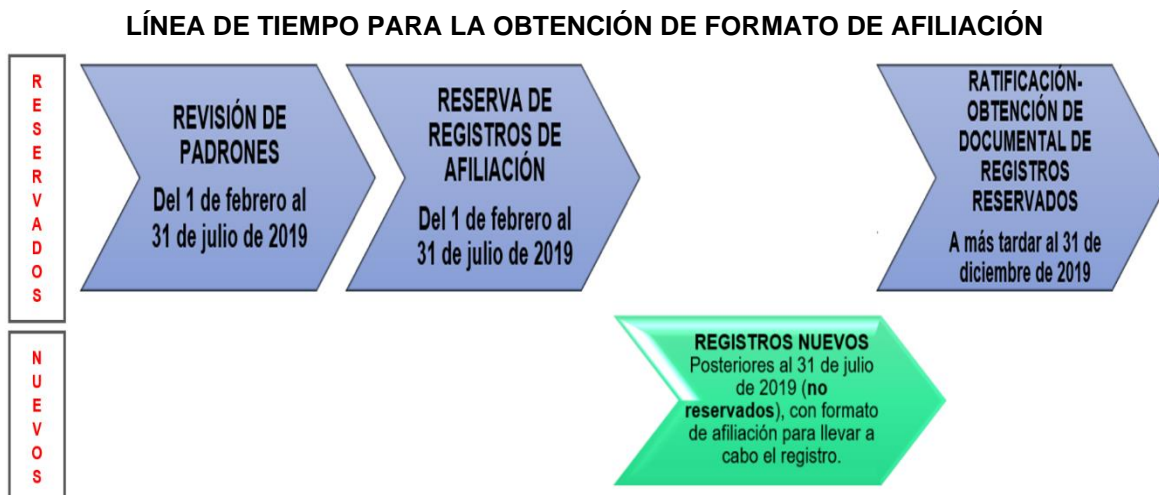 LÍNEA DE TIEMPO PARA LA OBTENCIÓN DE FORMATO DE AFILIACIÓN
RESERVADOS
REVISIÓN DE
PADRONES
Del 1 de febrero al
31 de julio de 2019
RESERVA DE
REGISTROS DE
AFILIACIÓN
Del 1 de febrero al
31 de julio de 2019
RATIFICACIÓN-
OBTENCIÓN DE
DOCUMENTAL DE
REGISTROS
RESERVADOS
A más tardar al 31 de
diciembre de 2019
NUEVOS
REGISTROS NUEVOS
Posteriores al 31 de julio
de 2019 (no
reservados), con formato
de afiliación para llevar a
cabo el registro.